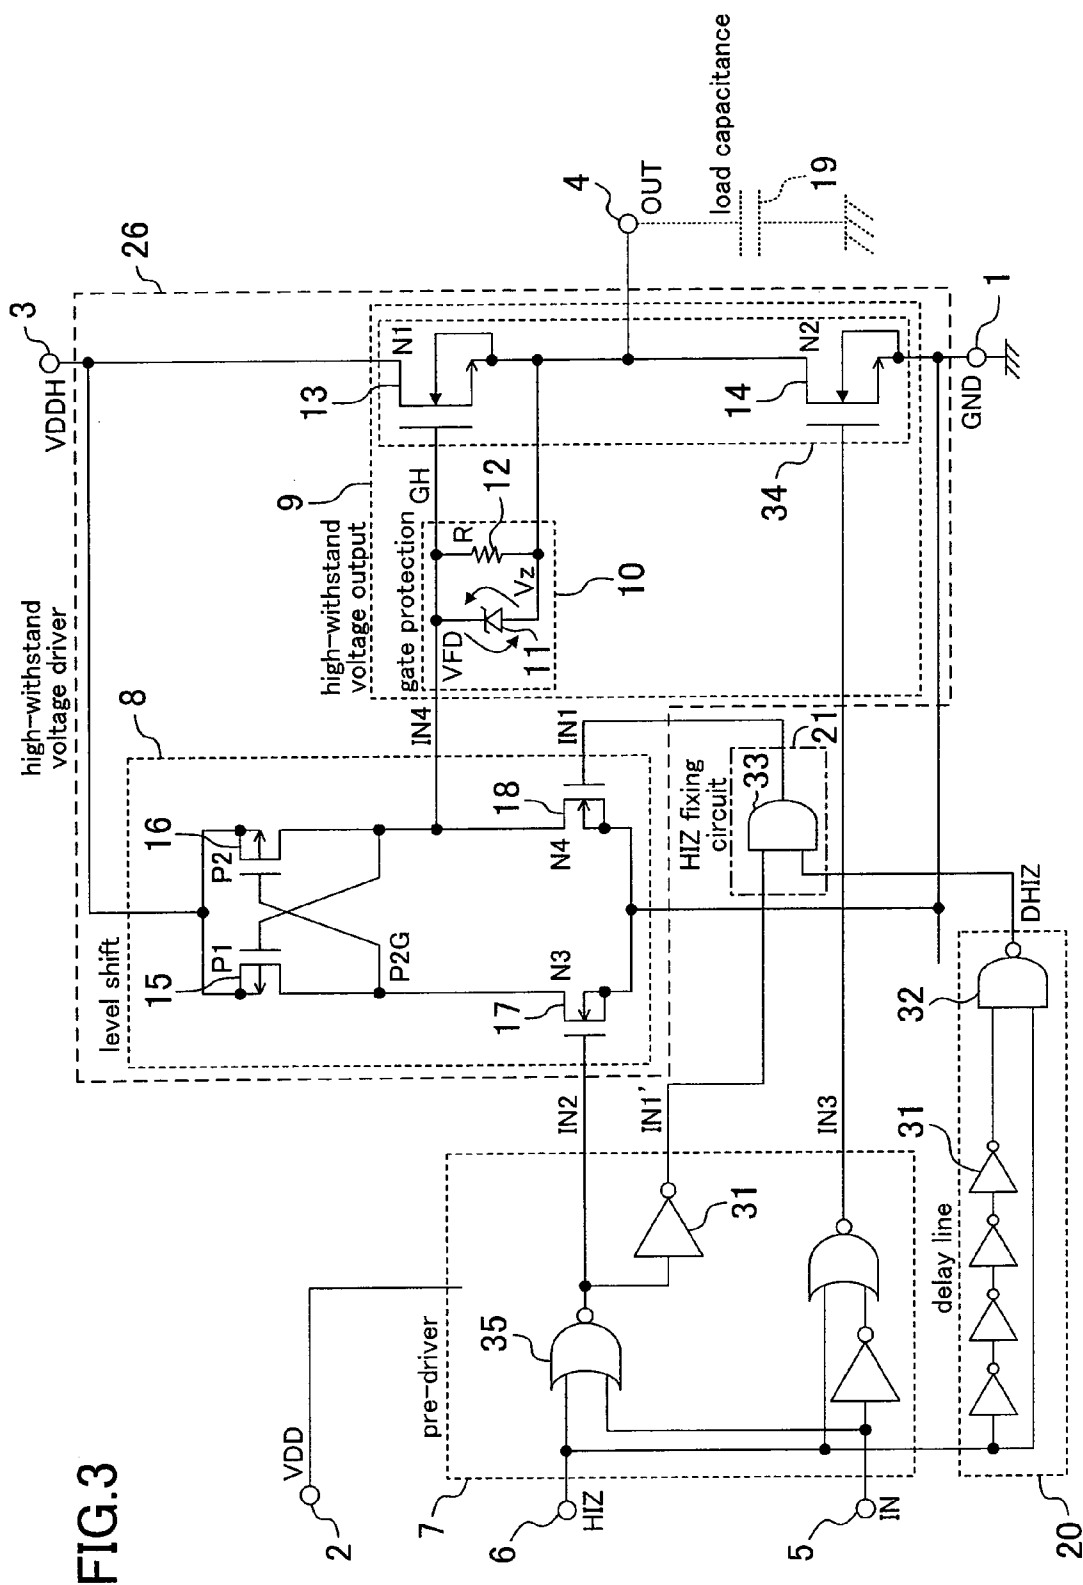 FIG.3
VDDH
3
26
high-withstand
voltage driver
8
level shift
15
P1
16
P2
P2G
17
N3
18
N4
IN4
IN1
9
high-withstand
voltage output
gate protection
GH
R
12
VFD
Vz
11
10
13
N1
14
N2
34
4
OUT
load capacitance
19
GND
1
HIZ fixing
circuit
33
21
VDD
2
pre-driver
7
35
31
IN2
IN1'
IN3
6
HIZ
5
IN
delay line
31
32
DHIZ
20